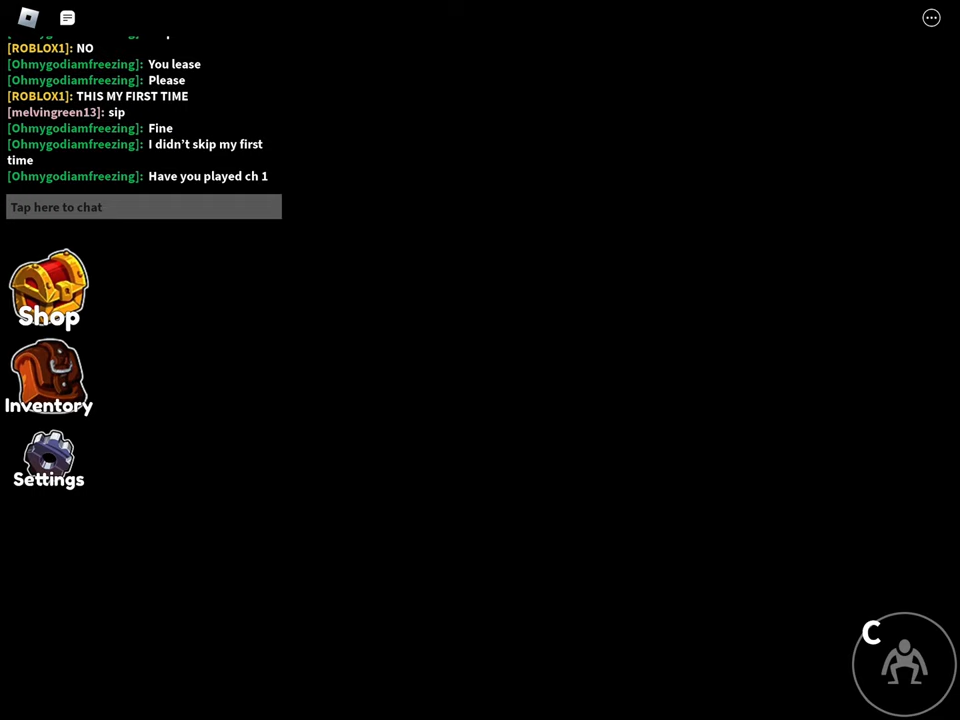 [ROBLOX1]: NO
[Ohmygodiamfreezing]: You lease
[Ohmygodiamfreezing]: Please
[ROBLOX1]: THIS MY FIRST TIME
[melvingreen13]: sip
[Ohmygodiamfreezing]: Fine
[Ohmygodiamfreezing]: I didn't skip my first
time
[Ohmygodiamfreezing]: Have you played ch 1
Tap here to chat
Shop
Inventory
Settings
C